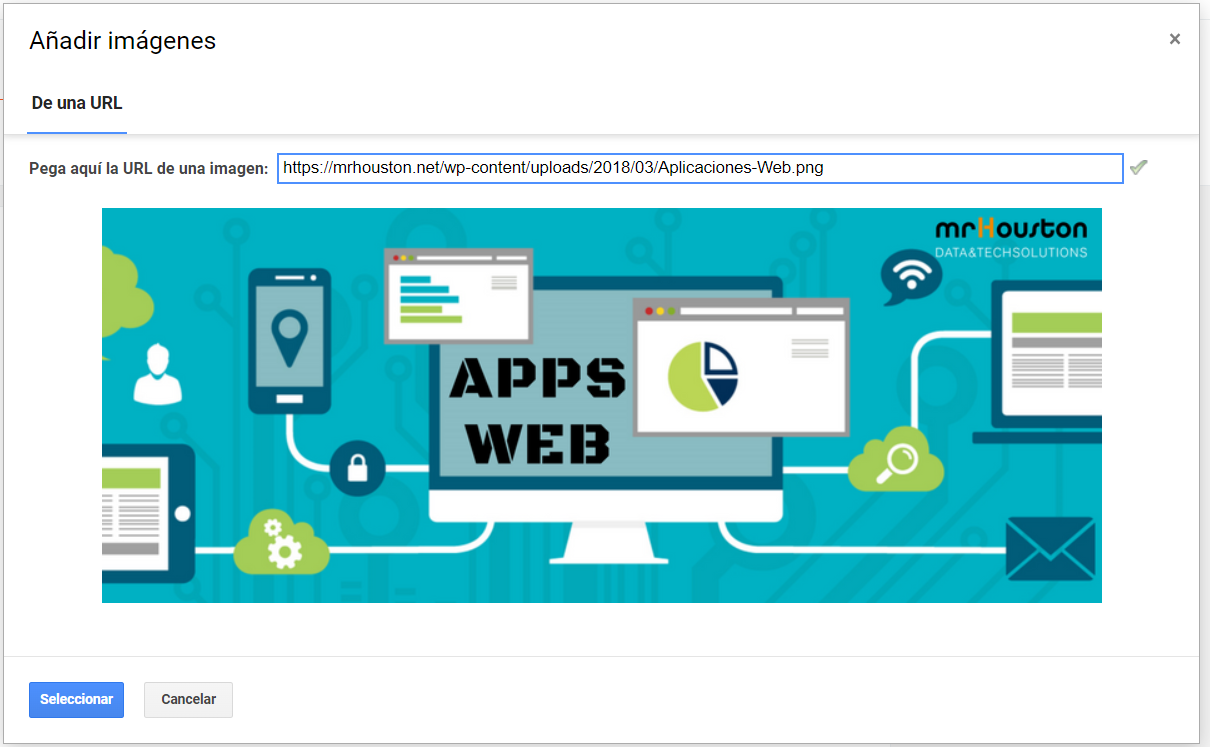 Añadir imágenes
×
De una URL
Pega aquí la URL de una imagen: https://mrhouston.net/wp-content/uploads/2018/03/Aplicaciones-Web.png
mrHouston
DATA&TECHSOLUTIONS
APPS
WEB
Seleccionar Cancelar